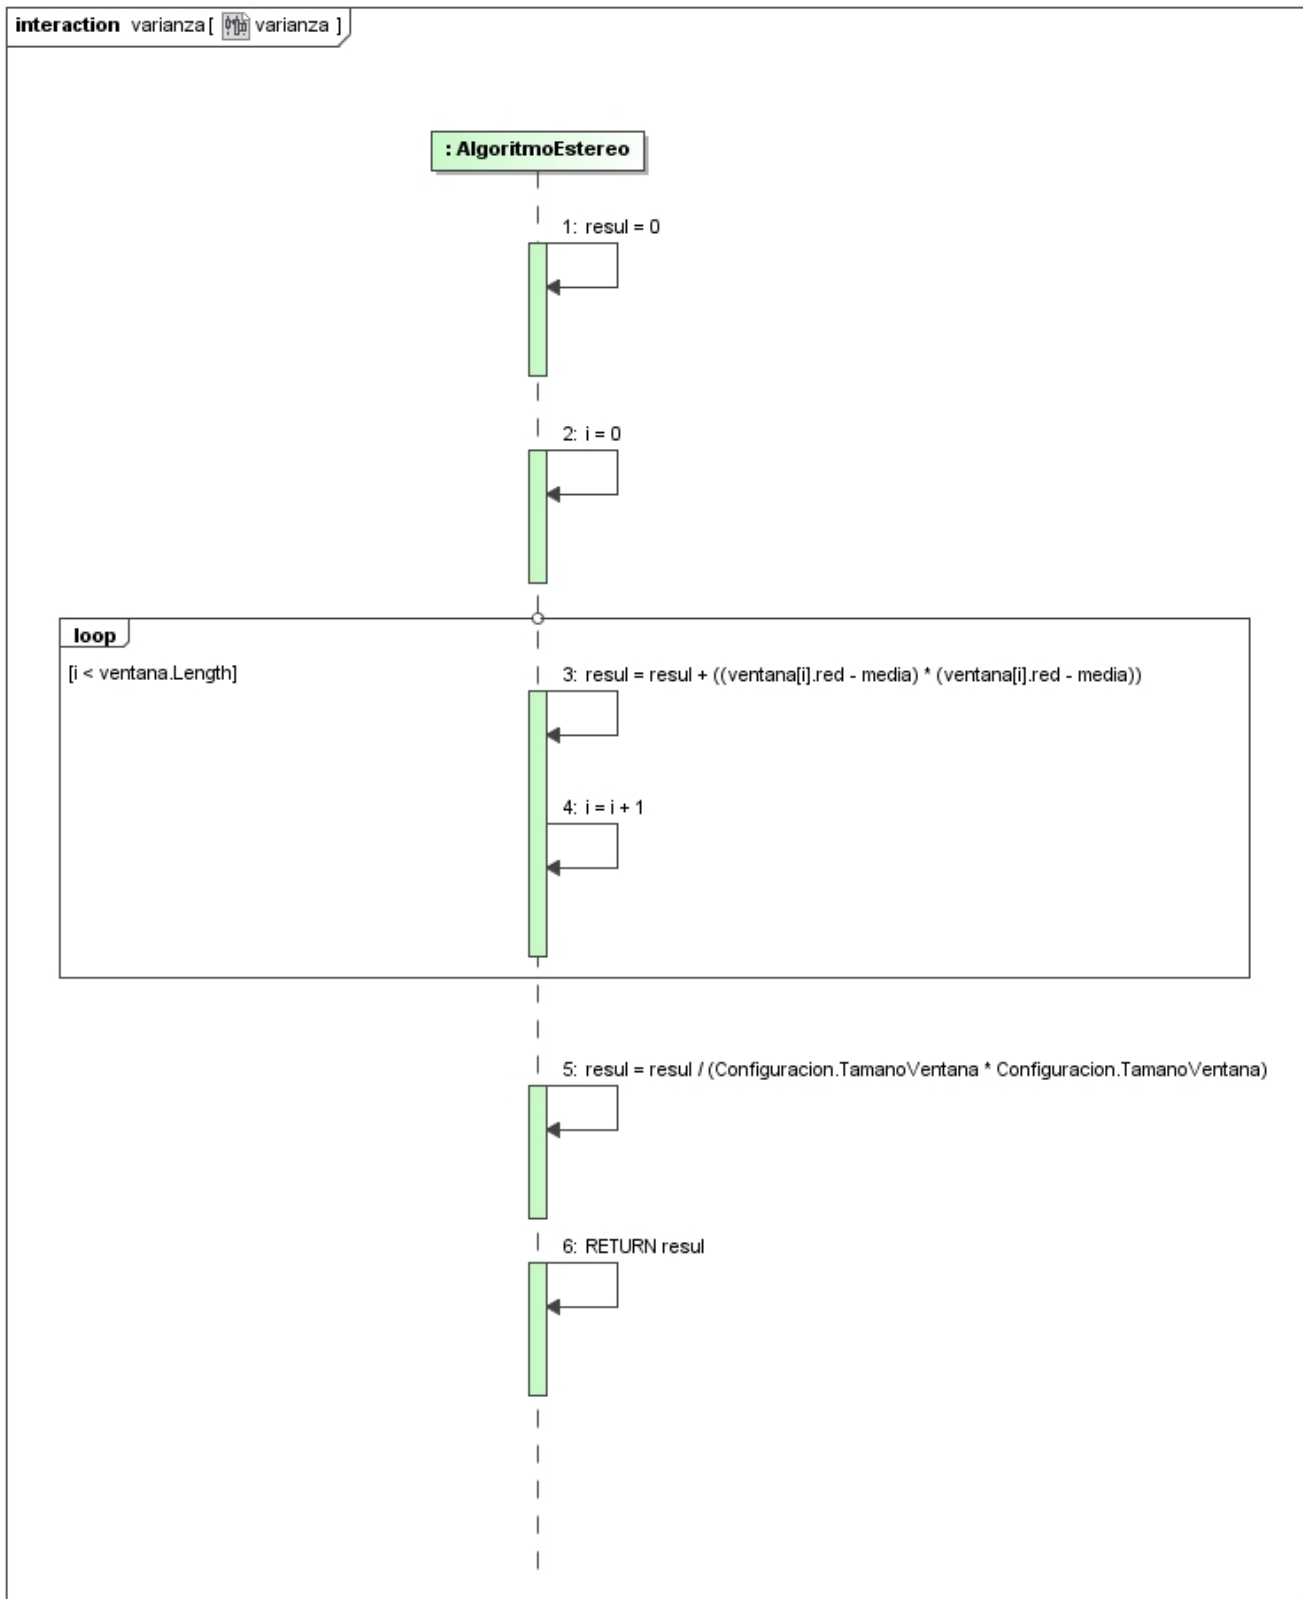 interaction varianza [ varianza ]
: AlgoritmoEstereo
1: resul = 0
2: i = 0
loop
[i < ventana.Length]
3: resul = resul + ((ventana[i].red - media) * (ventana[i].red - media))
4: i = i + 1
5: resul = resul / (Configuracion.TamanoVentana * Configuracion.TamanoVentana)
6: RETURN resul